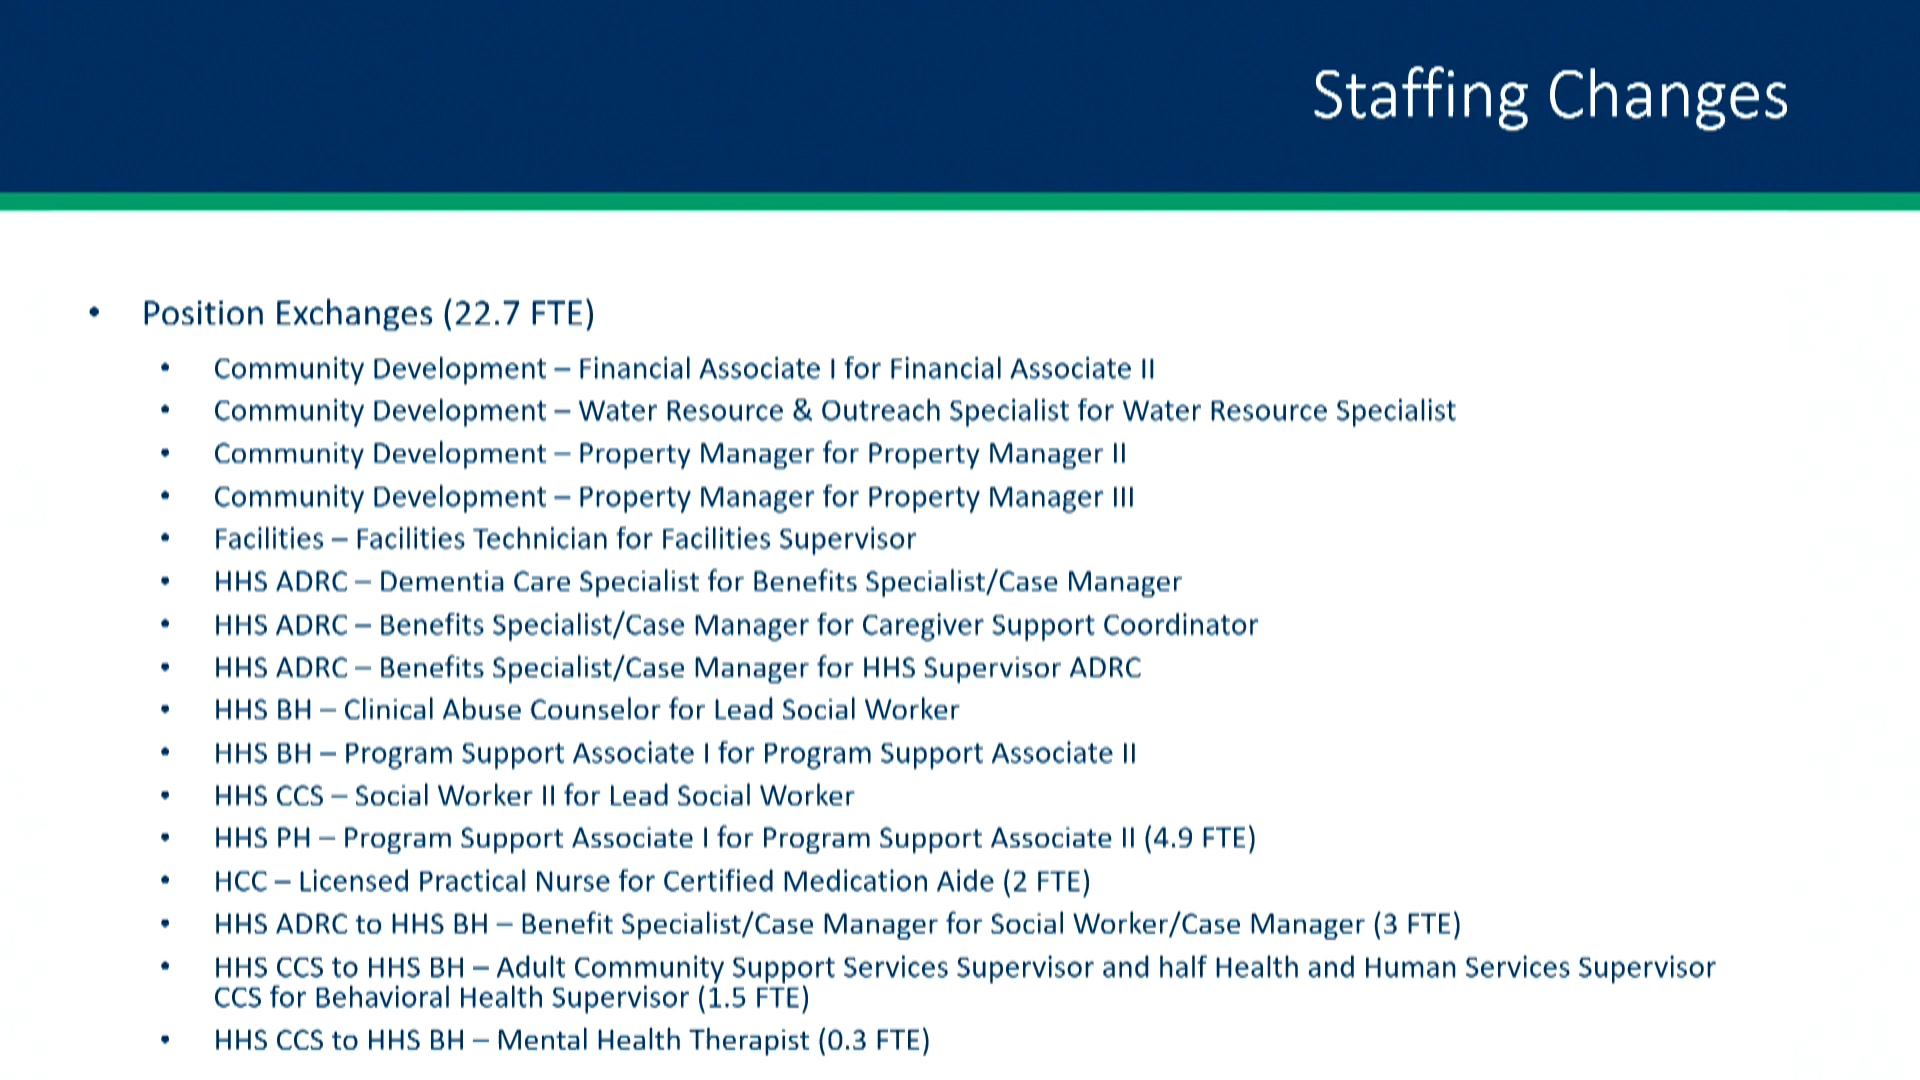 Staffing Changes
• Position Exchanges (22.7 FTE)
• Community Development – Financial Associate I for Financial Associate II
• Community Development – Water Resource & Outreach Specialist for Water Resource Specialist
• Community Development – Property Manager for Property Manager II
• Community Development – Property Manager for Property Manager III
• Facilities – Facilities Technician for Facilities Supervisor
• HHS ADRC – Dementia Care Specialist for Benefits Specialist/Case Manager
• HHS ADRC – Benefits Specialist/Case Manager for Caregiver Support Coordinator
• HHS ADRC – Benefits Specialist/Case Manager for HHS Supervisor ADRC
• HHS BH – Clinical Abuse Counselor for Lead Social Worker
• HHS BH – Program Support Associate I for Program Support Associate II
• HHS CCS – Social Worker II for Lead Social Worker
• HHS PH – Program Support Associate I for Program Support Associate II (4.9 FTE)
• HCC – Licensed Practical Nurse for Certified Medication Aide (2 FTE)
• HHS ADRC to HHS BH – Benefit Specialist/Case Manager for Social Worker/Case Manager (3 FTE)
• HHS CCS to HHS BH – Adult Community Support Services Supervisor and half Health and Human Services Supervisor
CCS for Behavioral Health Supervisor (1.5 FTE)
• HHS CCS to HHS BH – Mental Health Therapist (0.3 FTE)